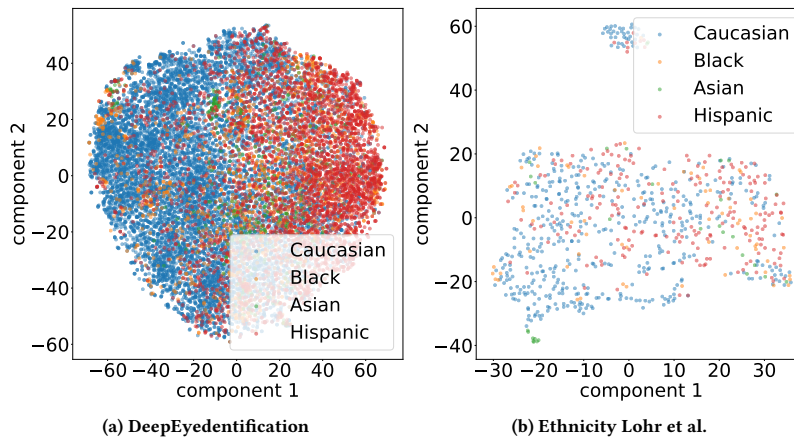 component 2
40
20
0
−20
−40
−60
Caucasian
Black
Asian
Hispanic
−60 −40 −20 0 20 40 60
component 1
(a) DeepEyedentification
component 2
60
40
20
0
−20
−40
Caucasian
Black
Asian
Hispanic
−30 −20 −10 0 10 20 30
component 1
(b) Ethnicity Lohr et al.